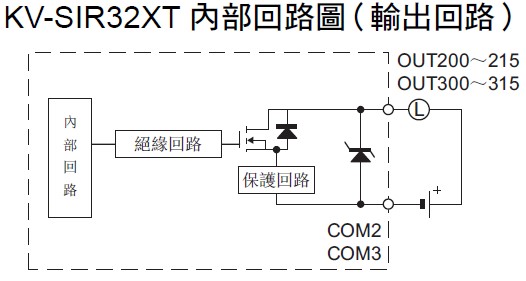 KV-SIR32XT 內部回路圖(輸出回路)
OUT200～215
OUT300～315
L
內部回路
絕緣回路
保護回路
+
COM2
COM3